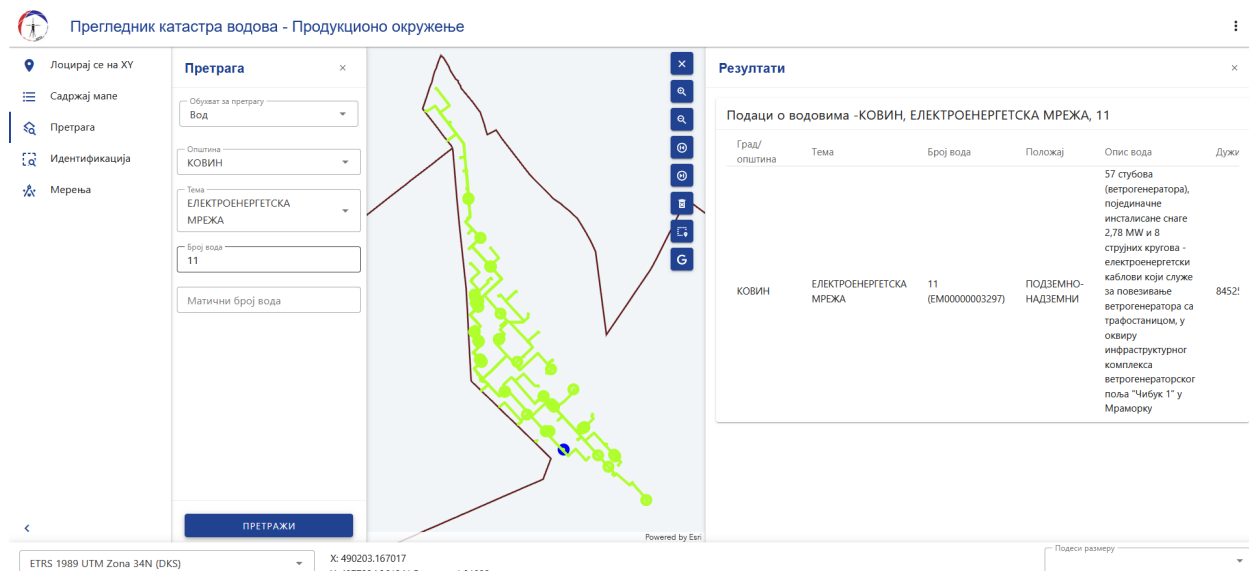 Прегледник катастра водова - Продукционо окружење
Лоцирај се на XY
Садржај мапе
Претрага
Идентификација
Мерења
Претрага
Обухват за претрагу
Вод
Општина
КОВИН
Тема
ЕЛЕКТРОЕНЕРГЕТСКА
МРЕЖА
Број вода
11
Матични број вода
ПРЕТРАЖИ
G
Powered by Esri
Резултати
Подаци о водовима -КОВИН, ЕЛЕКТРОЕНЕРГЕТСКА МРЕЖА, 11
Град/
општина
Тема
Број вода
Положај
Опис вода
Дужи
КОВИН
ЕЛЕКТРОЕНЕРГЕТСКА
МРЕЖА
11
(EM00000003297)
ПОДЗЕМНО-
НАДЗЕМНИ
57 стубова
(ветрогенератора),
појединачне
инсталисане снаге
2,78 MW и 8
струјних кругова -
електроенергетски
каблови који служе
за повезивање
ветрогенератора са
трафостаницом, у
оквиру
инфраструктурног
комплекса
ветрогенераторског
поља "Чибук 1" у
Мраморку
8452
ETRS 1989 UTM Zona 34N (DKS)
X: 490203.167017
Подеси размеру